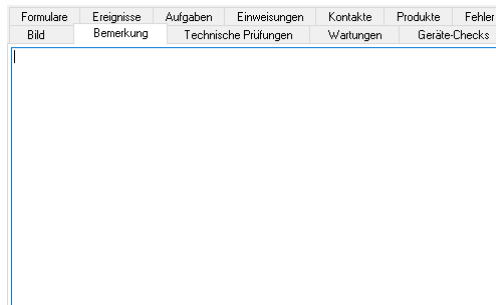 Formulare Ereignisse Aufgaben Einweisungen Kontakte Produkte Fehler
Bild Bemerkung Technische Prüfungen Wartungen Geräte-Checks